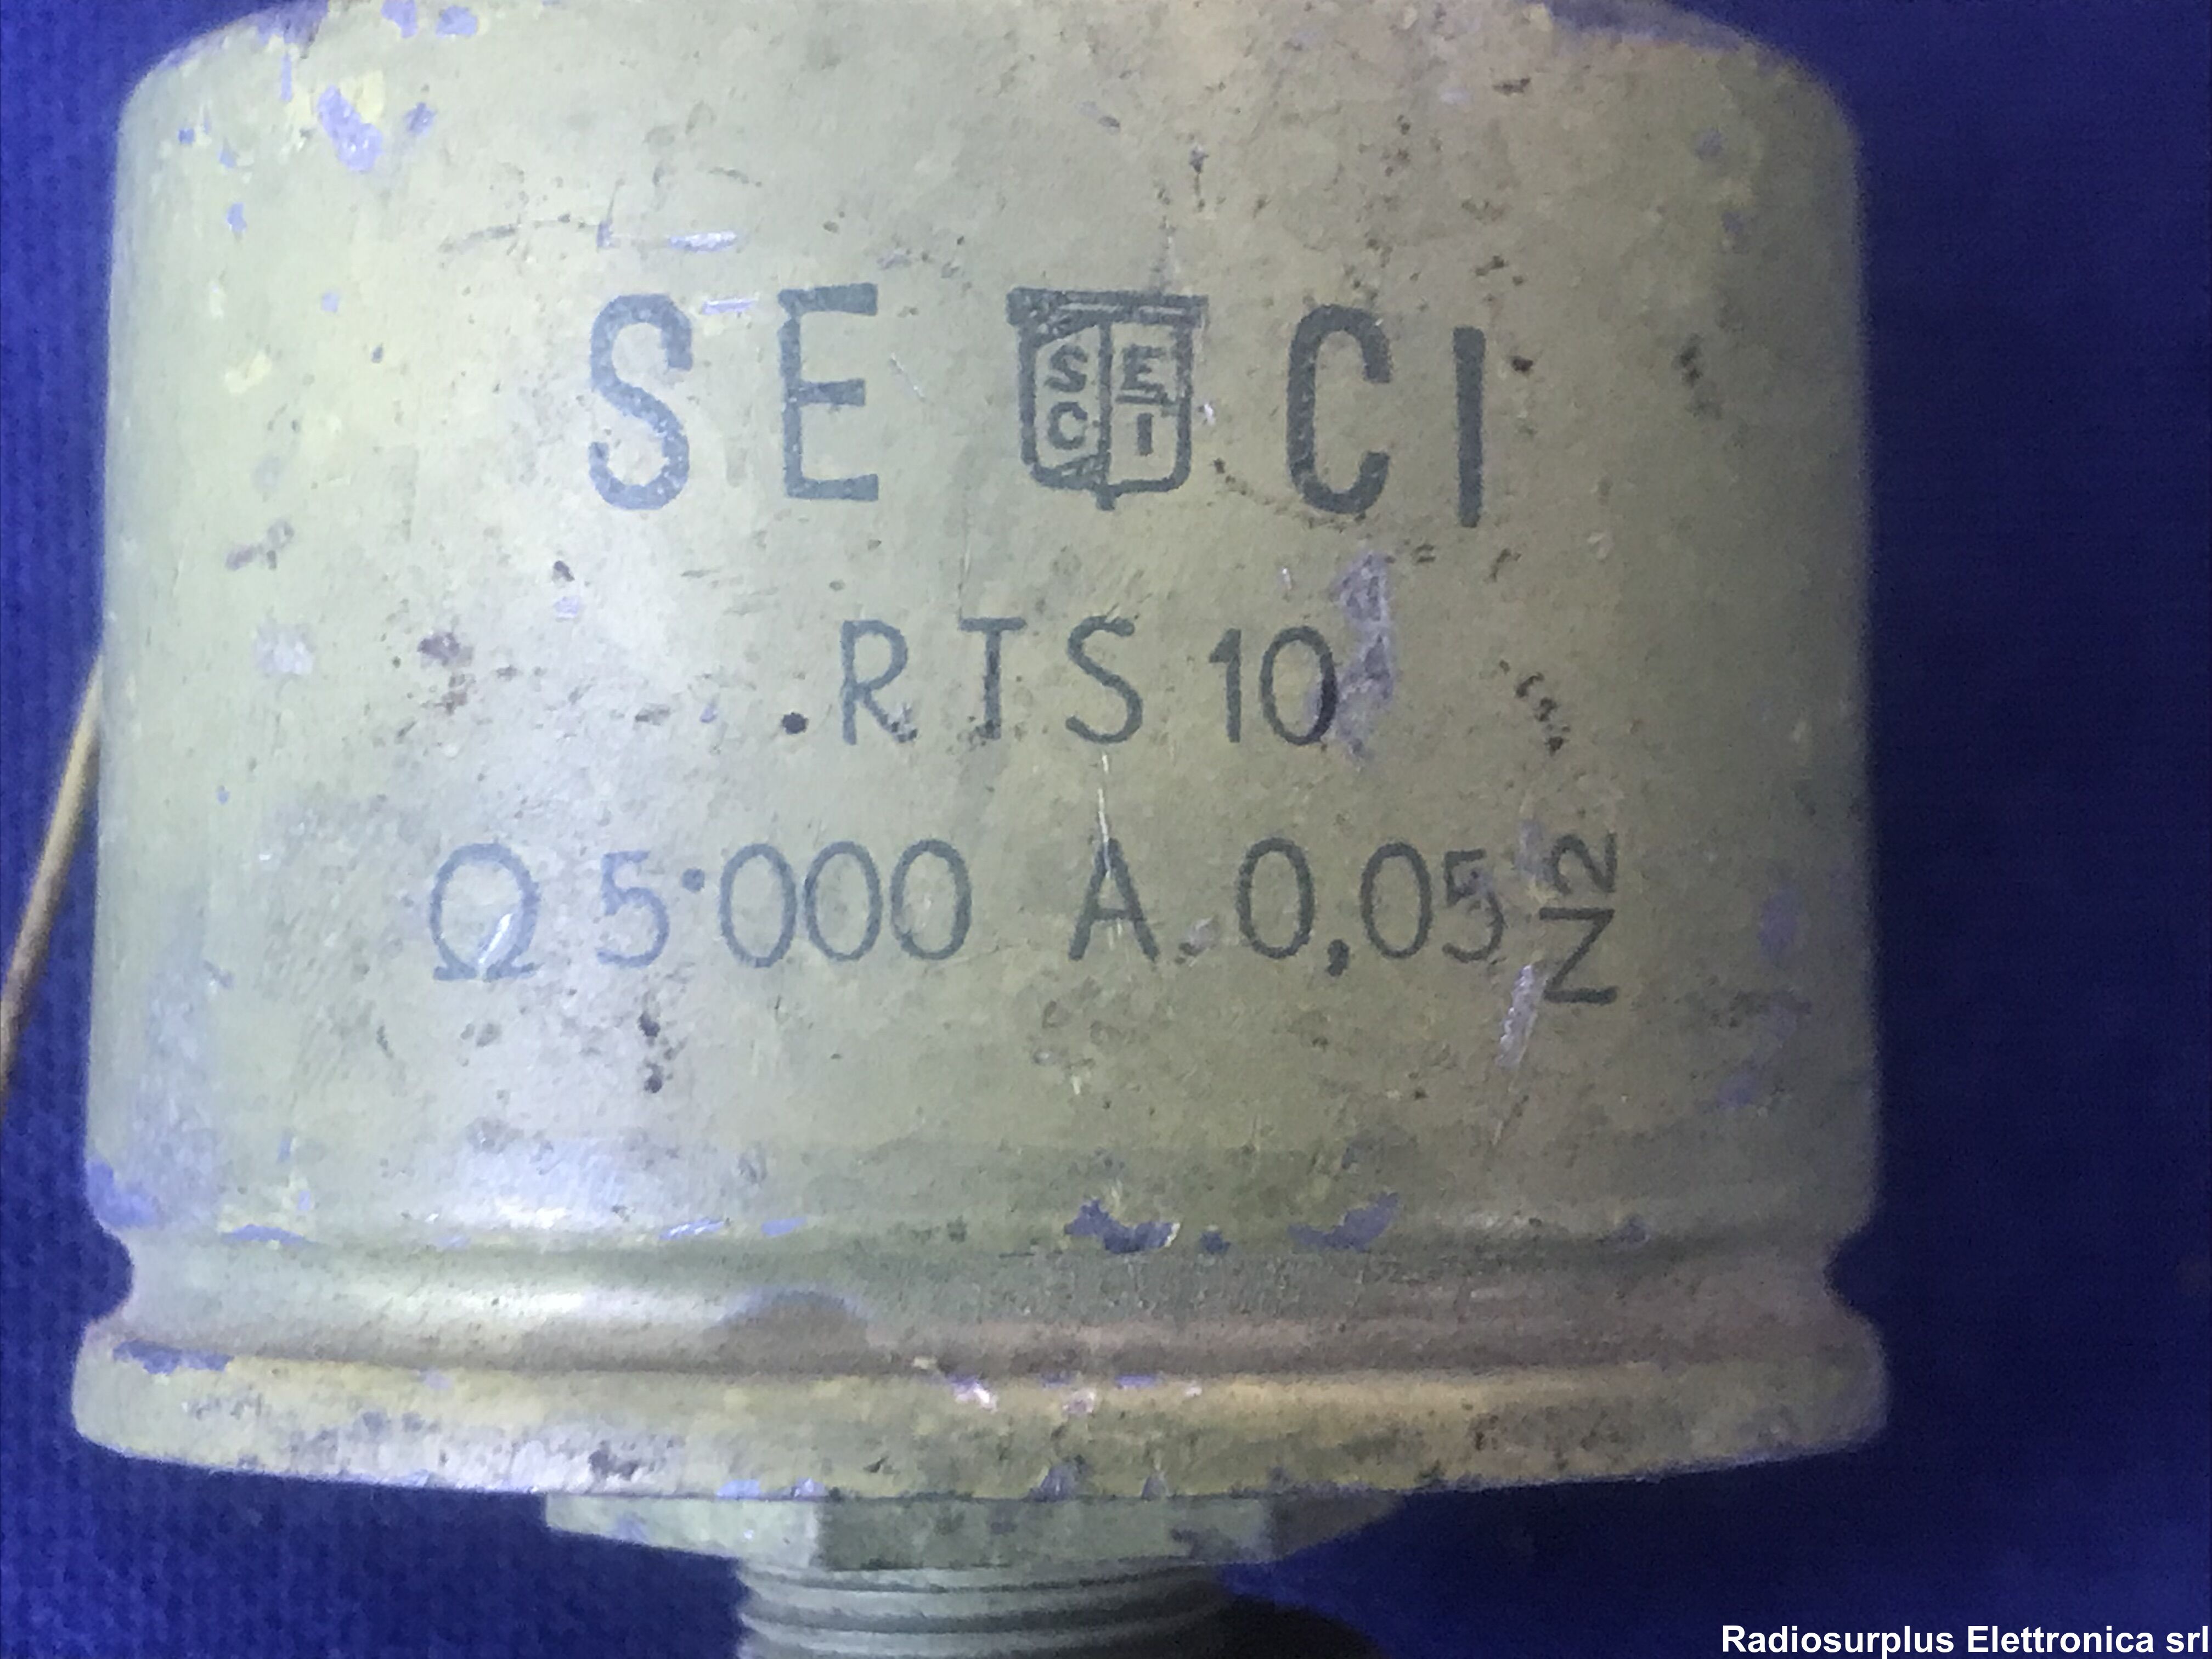 SE SECI CI
.RTS 10
Ω 5·000 A. 0,05
N2
Radiosurplus Elettronica srl